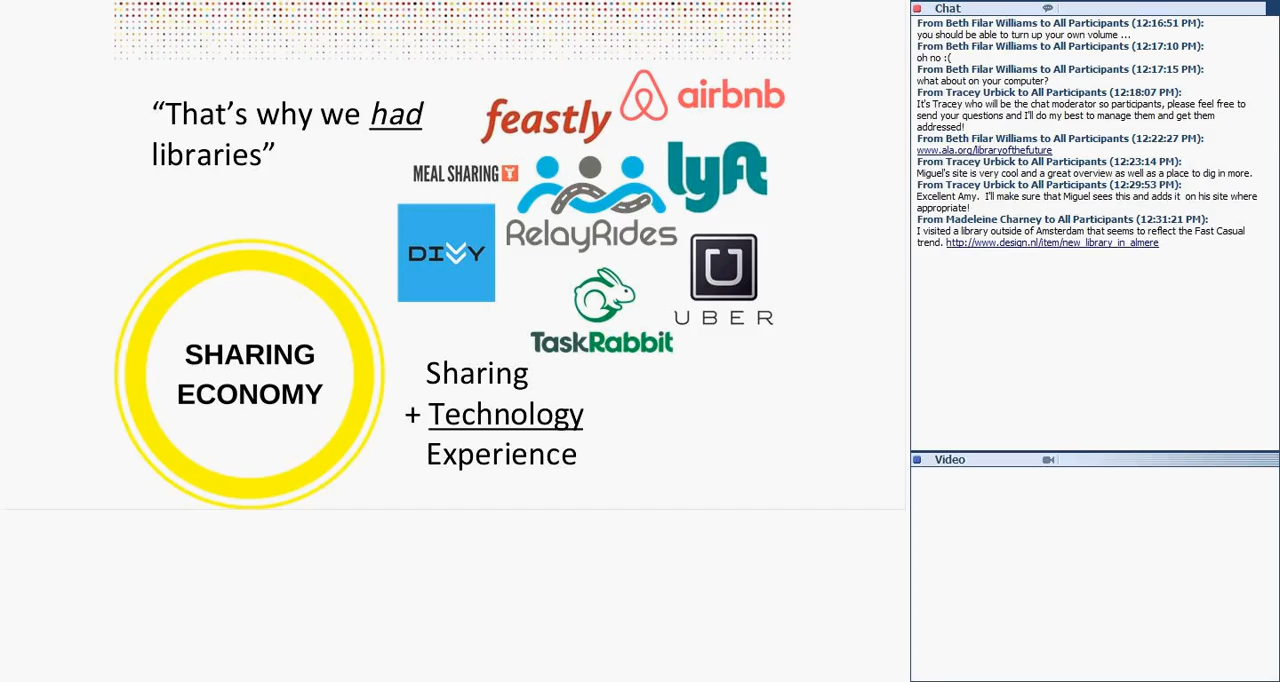 “That’s why we had
libraries”
feastly
airbnb
MEAL SHARING
lyft
RelayRides
DIVVY
UBER
TaskRabbit
SHARING
ECONOMY
Sharing
+ Technology
Experience
Chat
From Beth Filar Williams to All Participants (12:16:51 PM):
you should be able to turn up your own volume ...
From Beth Filar Williams to All Participants (12:17:10 PM):
oh no :(
From Beth Filar Williams to All Participants (12:17:15 PM):
what about on your computer?
From Tracey Urbick to All Participants (12:18:07 PM):
It's Tracey who will be the chat moderator so participants, please feel free to
send your questions and I'll do my best to manage them and get them
addressed!
From Beth Filar Williams to All Participants (12:22:27 PM):
www.ala.org/libraryofthefuture
From Tracey Urbick to All Participants (12:23:14 PM):
Miguel's site is very cool and a great overview as well as a place to dig in more.
From Tracey Urbick to All Participants (12:29:53 PM):
Excellent Amy. I'll make sure that Miguel sees this and adds it on his site where
appropriate!
From Madeleine Charney to All Participants (12:31:21 PM):
I visited a library outside of Amsterdam that seems to reflect the Fast Casual
trend. http://www.design.nl/item/new_library_in_almere
Video